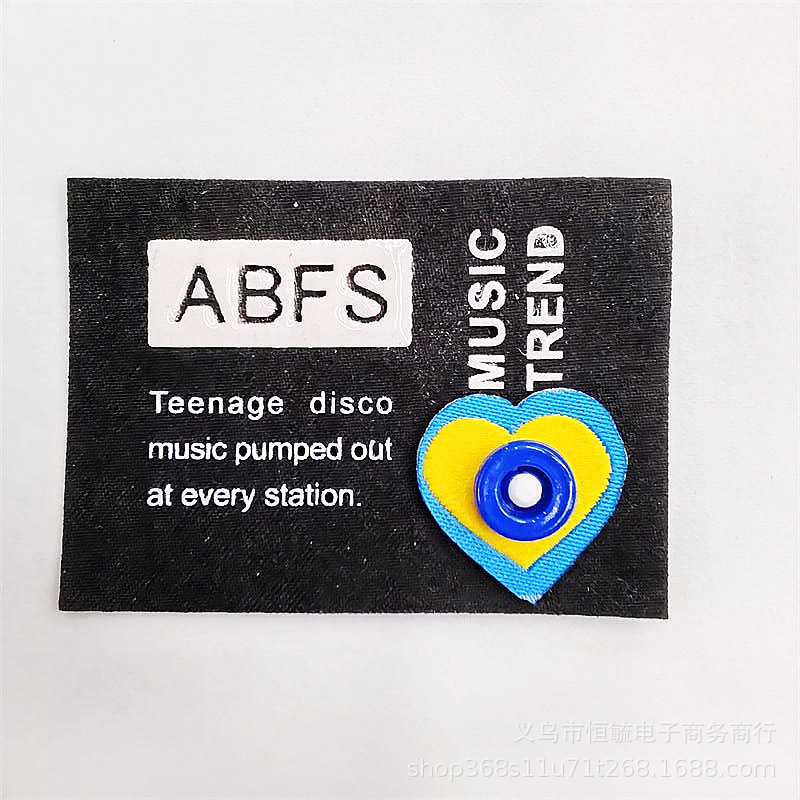 ABFS
Teenage disco
music pumped out
at every station.
MUSIC
TREND
义乌市恒毓电子商务商行
shop368s11u71t268.1688.com